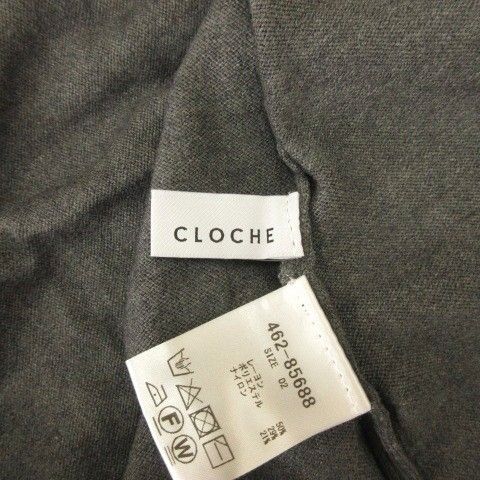 CLOCHE
462-85688
SIZE 02
レーヨン 50%
ポリエステル 29%
ナイロン 21%
F
W